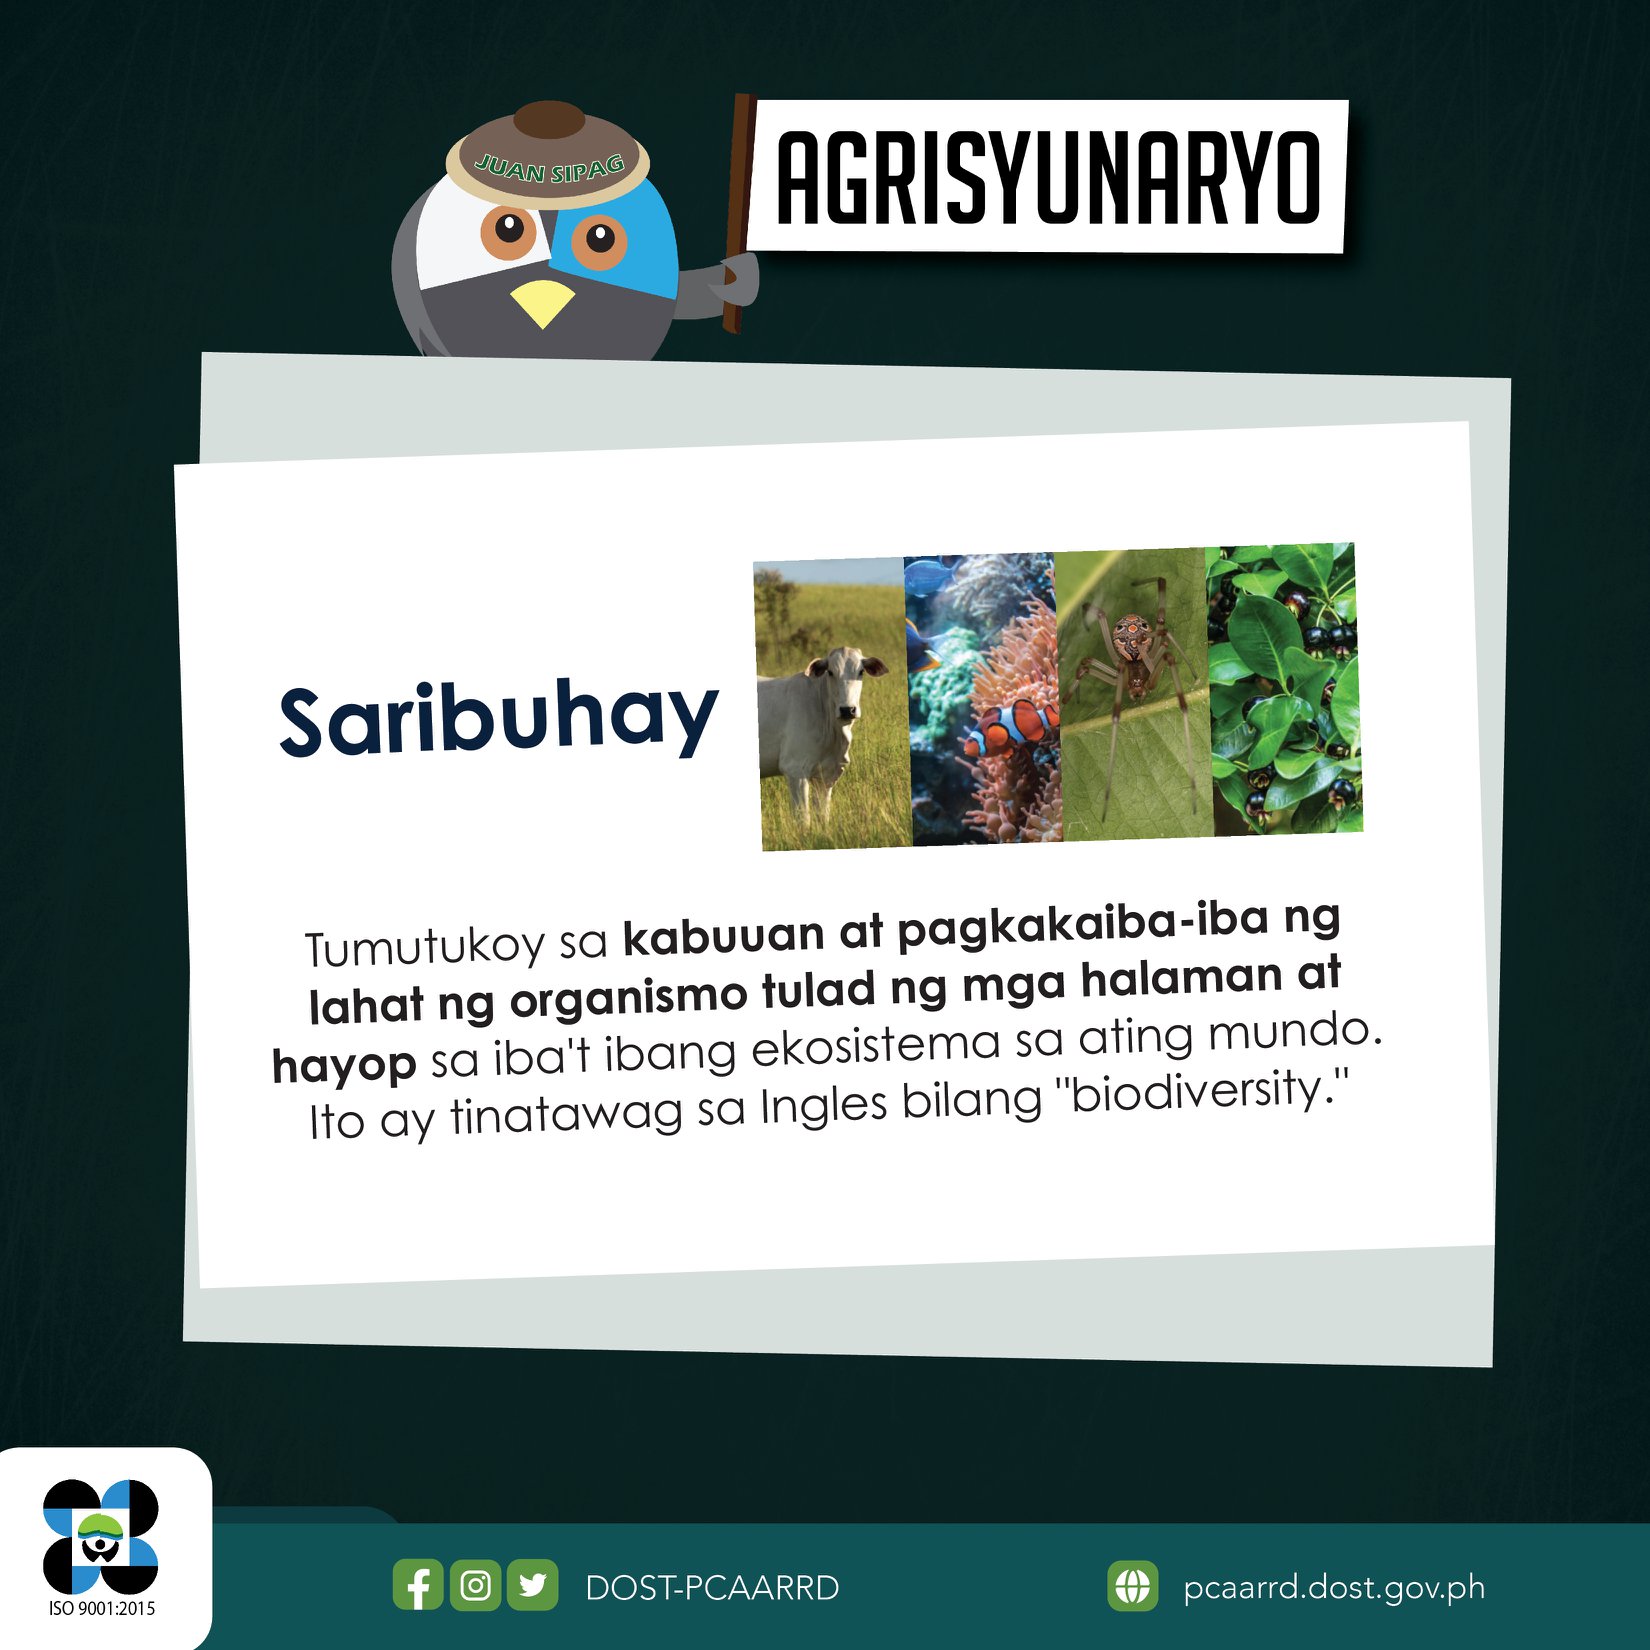 JUAN SIPAG
AGRISYUNARYO
Saribuhay
Tumutukoy sa kabuuan at pagkakaiba-iba ng
lahat ng organismo tulad ng mga halaman at
hayop sa iba't ibang ekosistema sa ating mundo.
Ito ay tinatawag sa Ingles bilang "biodiversity."
ISO 9001:2015
DOST-PCAARRD
pcaarrd.dost.gov.ph